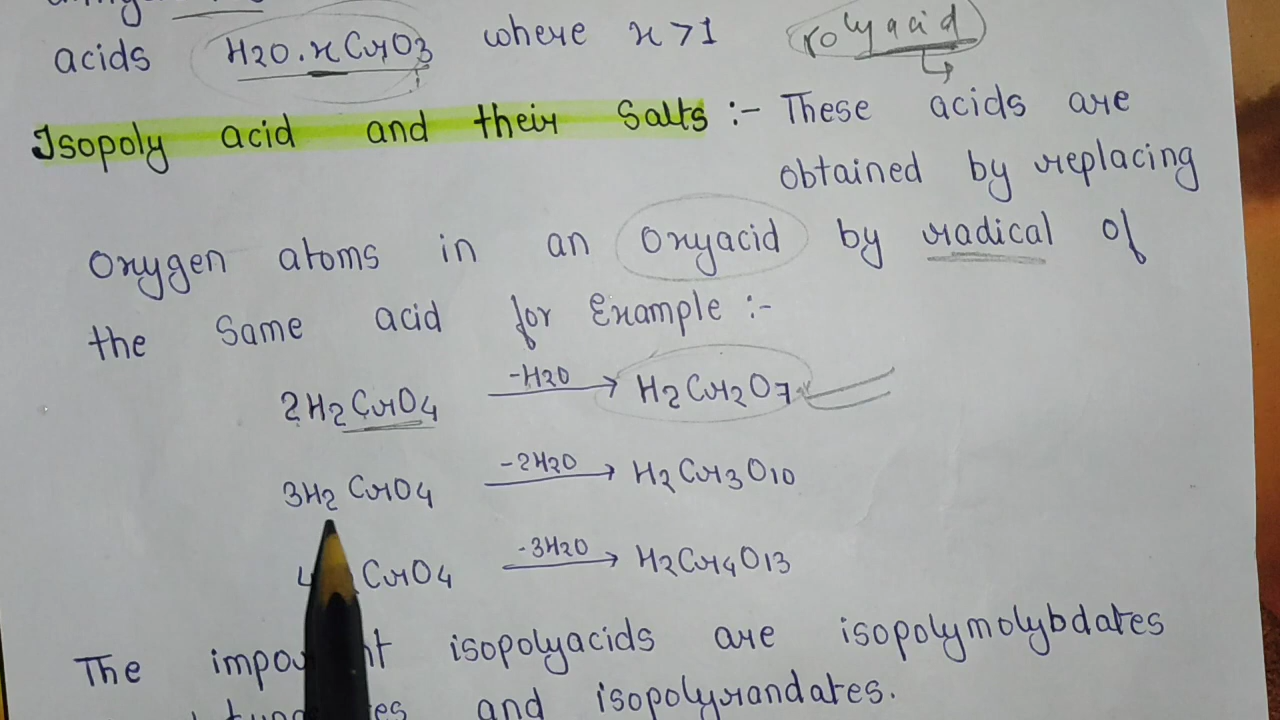 acids H2O.xCrO3 where x>1 polyacid
Isopoly acid and their Salts :- These acids are
obtained by replacing
Oxygen atoms in an Oxyacid by radical of
the Same acid for Example :-
2H2CrO4 -H2O → H2Cr2O7
3H2CrO4 -2H2O → H2Cr3O10
CrO4 -3H2O → H2Cr4O13
The isopolyacids are isopolymolybdates
and isopolyvandates.